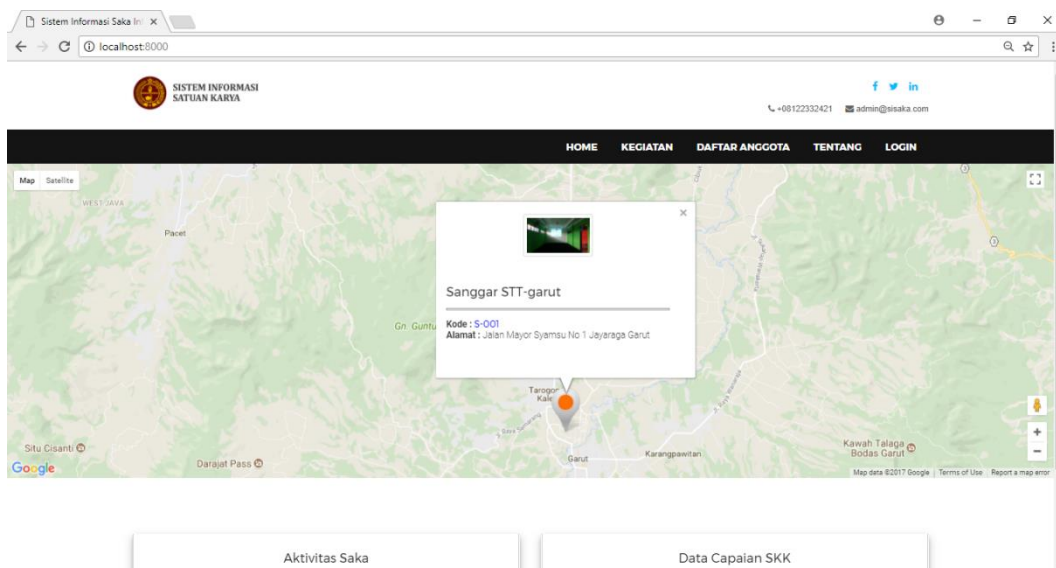 Sistem Informasi Saka In
localhost:8000
SISTEM INFORMASI
SATUAN KARYA
+08122332421 admin@sisaka.com
HOME KEGIATAN DAFTAR ANGGOTA TENTANG LOGIN
Map Satellite
WEST JAVA
Pacet
Sanggar STT-garut
Kode : S-001
Alamat : Jalan Mayor Syamsu No 1 Jayaraga Garut
Gn. Guntu
Tarogon
Kale
Situ Cisanti
Darajat Pass
Garut
Karangpawitan
Kawah Talaga
Bodas Garut
Google
Map data ©2017 Google Terms of Use Report a map error
Aktivitas Saka
Data Capaian SKK